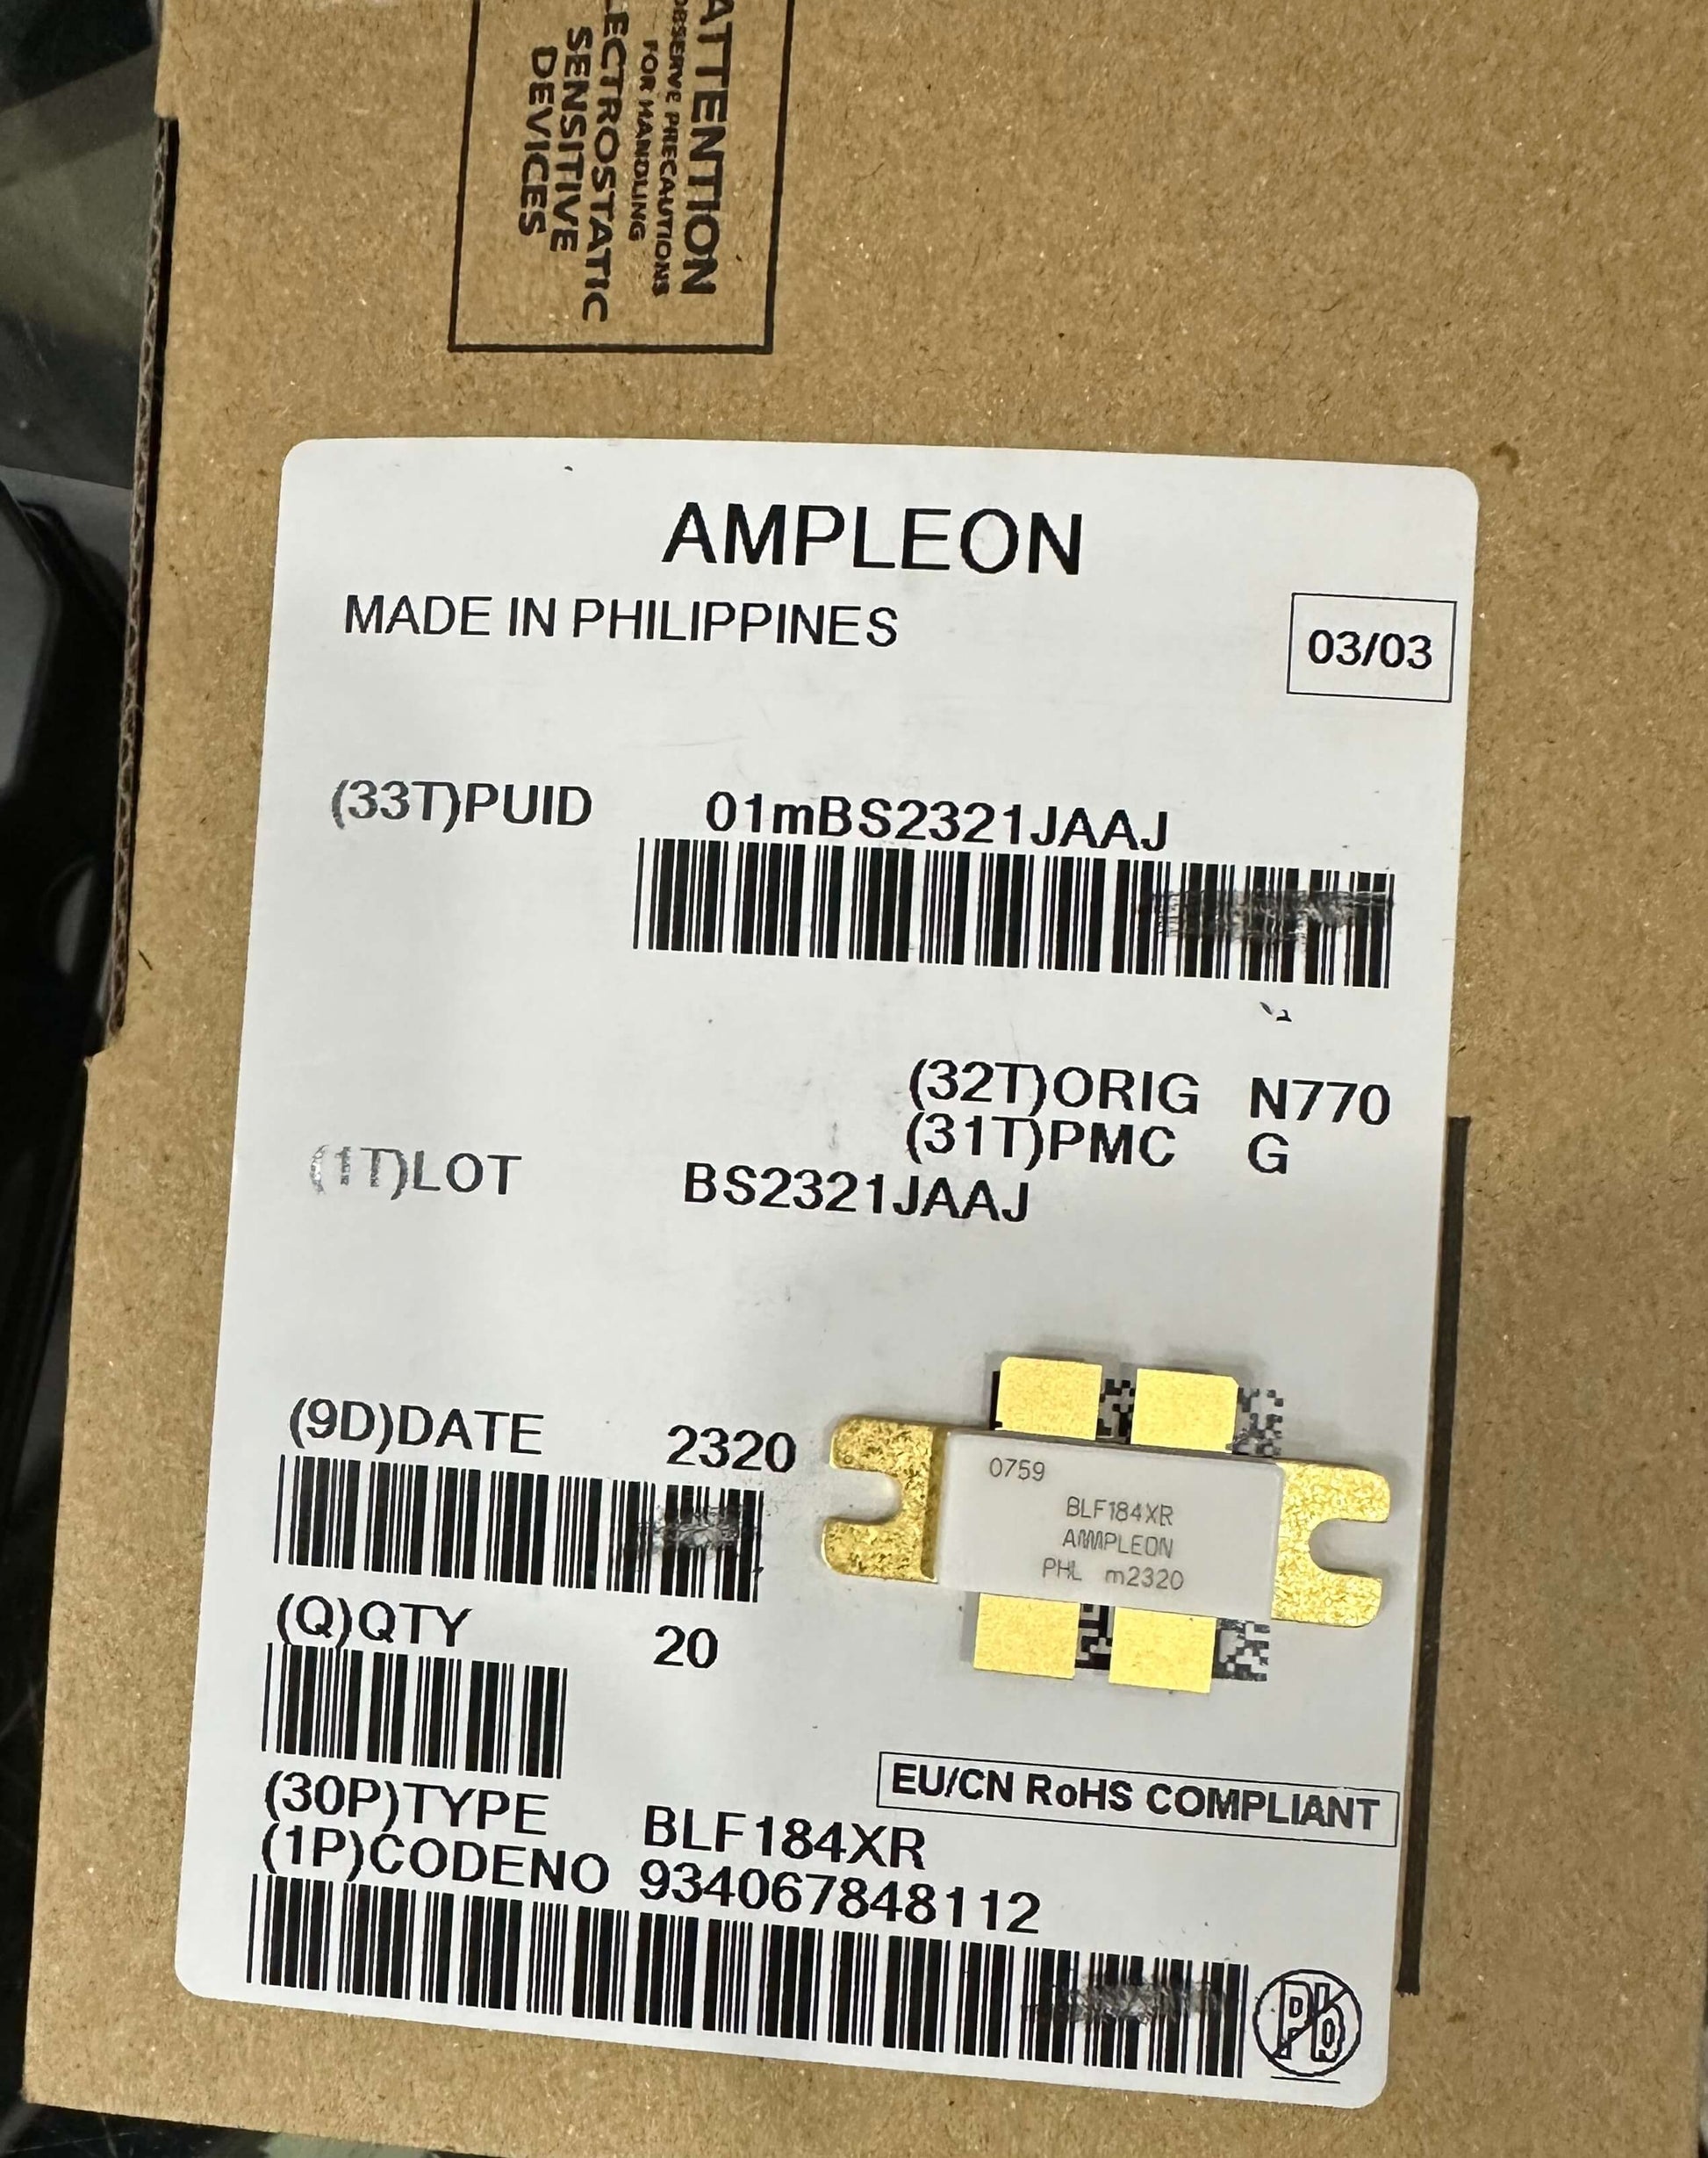 ATTENTION
OBSERVE PRECAUTIONS
FOR HANDLING
ELECTROSTATIC
SENSITIVE
DEVICES
AMPLEON
MADE IN PHILIPPINES
03/03
(33T)PUID 01mBS2321JAAJ
(32T)ORIG N770
(31T)PMC G
(1T)LOT BS2321JAAJ
(9D)DATE 2320
0759
BLF184XR
AMPLEON
PHL m2320
(Q)QTY 20
EU/CN RoHS COMPLIANT
(30P)TYPE BLF184XR
(1P)CODENO 934067848112
Pb